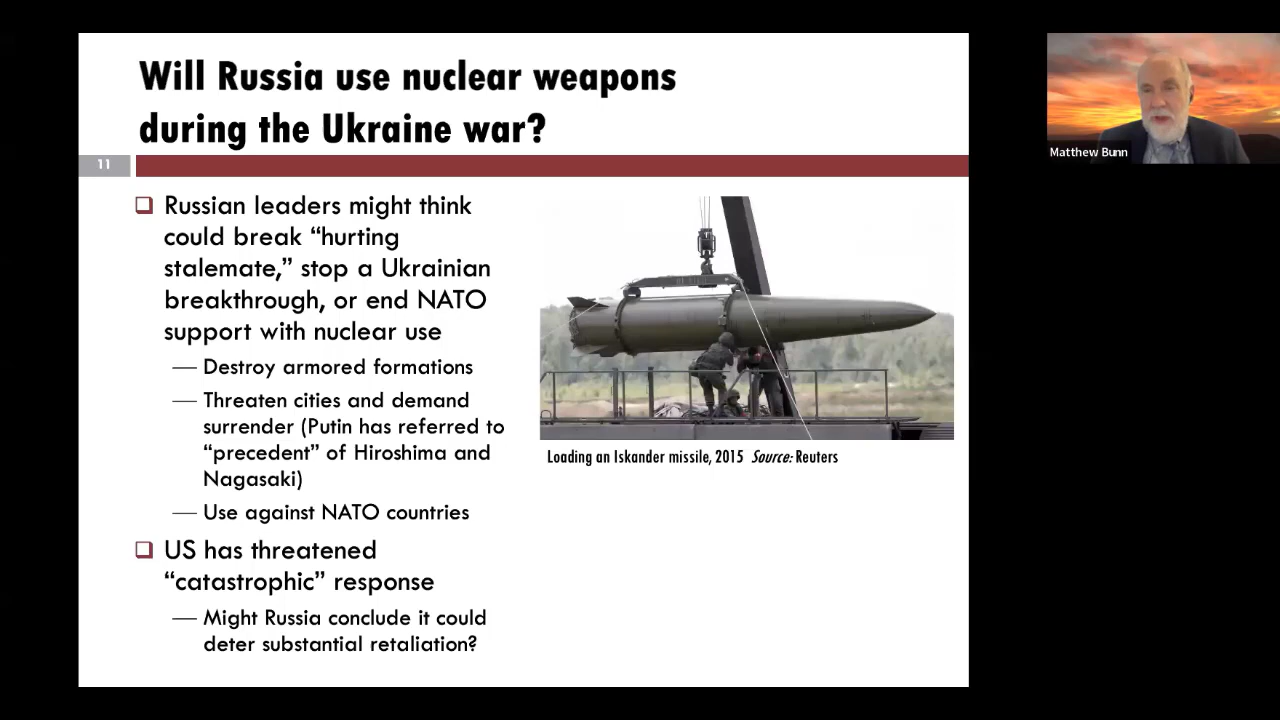 Will Russia use nuclear weapons
during the Ukraine war?
11
Russian leaders might think
could break “hurting
stalemate,” stop a Ukrainian
breakthrough, or end NATO
support with nuclear use
— Destroy armored formations
— Threaten cities and demand
surrender (Putin has referred to
“precedent” of Hiroshima and
Nagasaki)
— Use against NATO countries
US has threatened
“catastrophic” response
— Might Russia conclude it could
deter substantial retaliation?
Loading an Iskander missile, 2015 Source: Reuters
Matthew Bunn